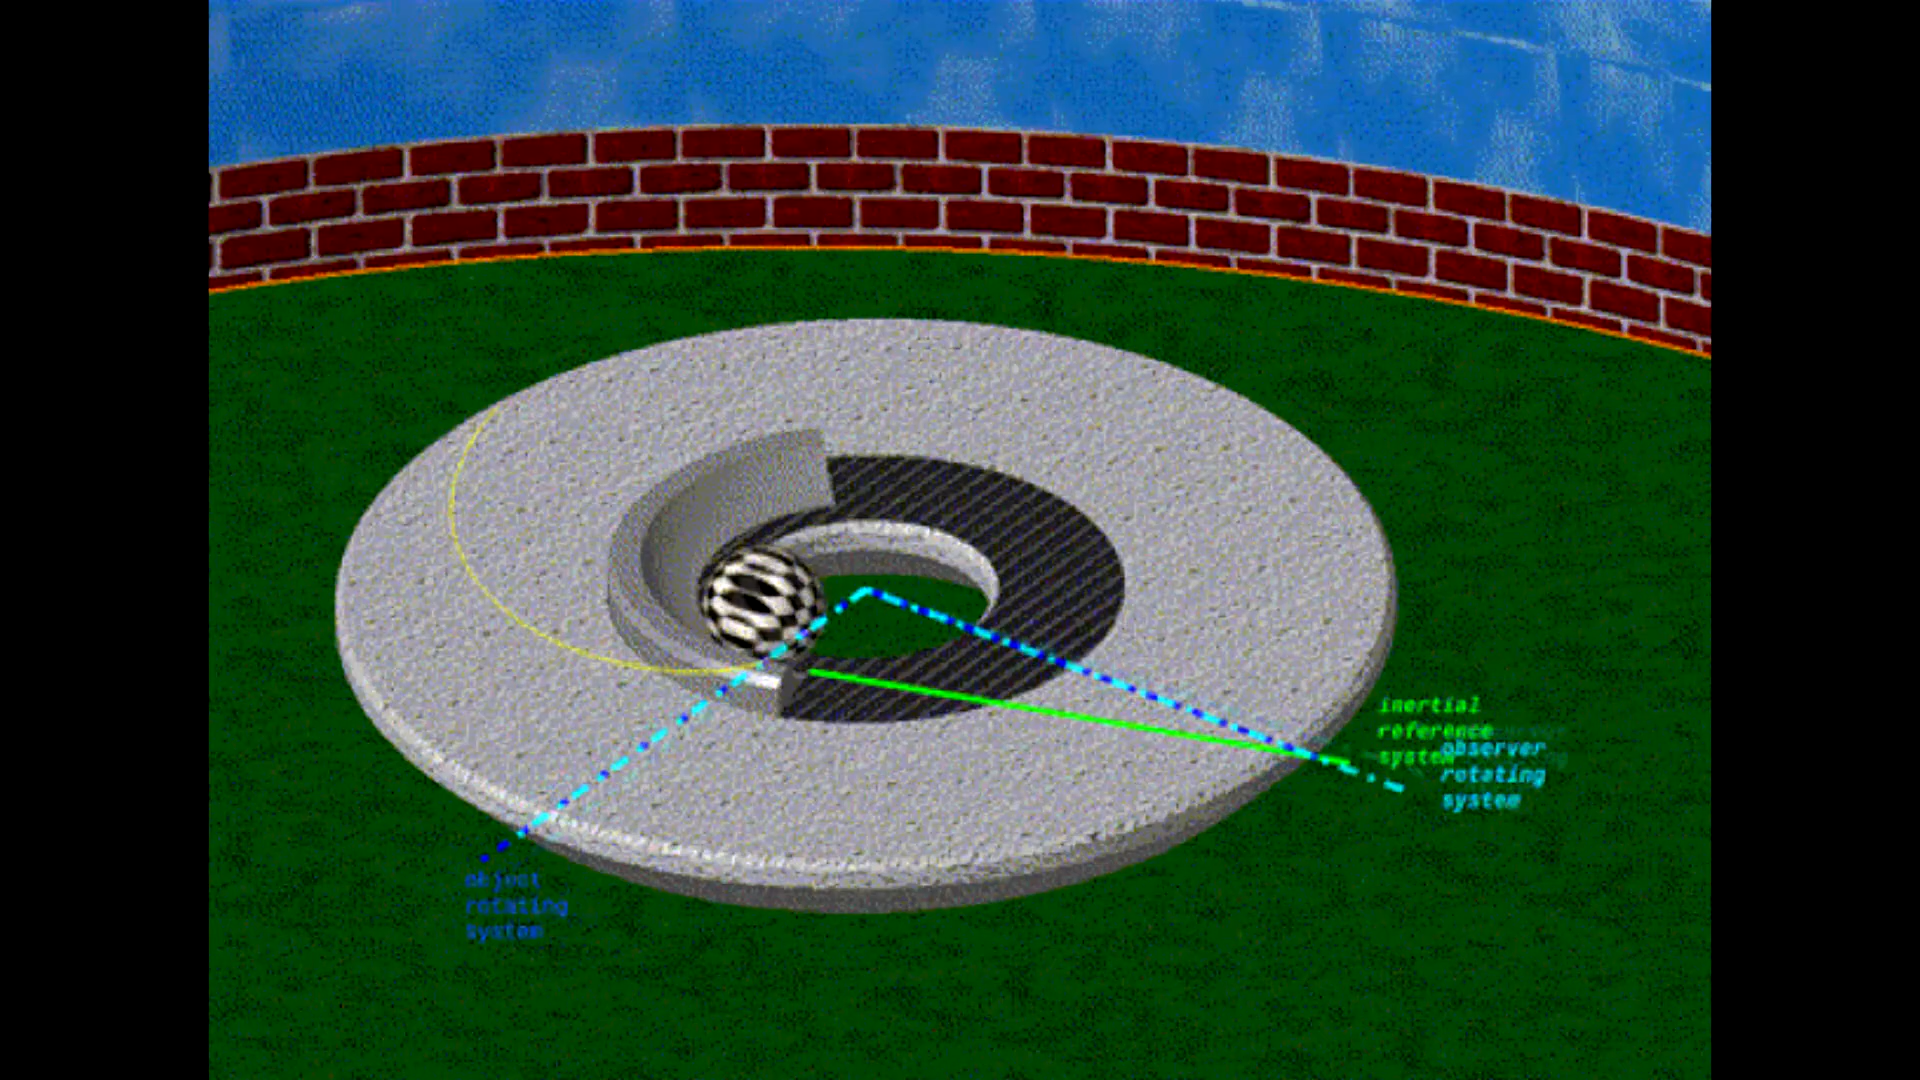 inertial
reference
system
observer
rotating
system
object
rotating
system